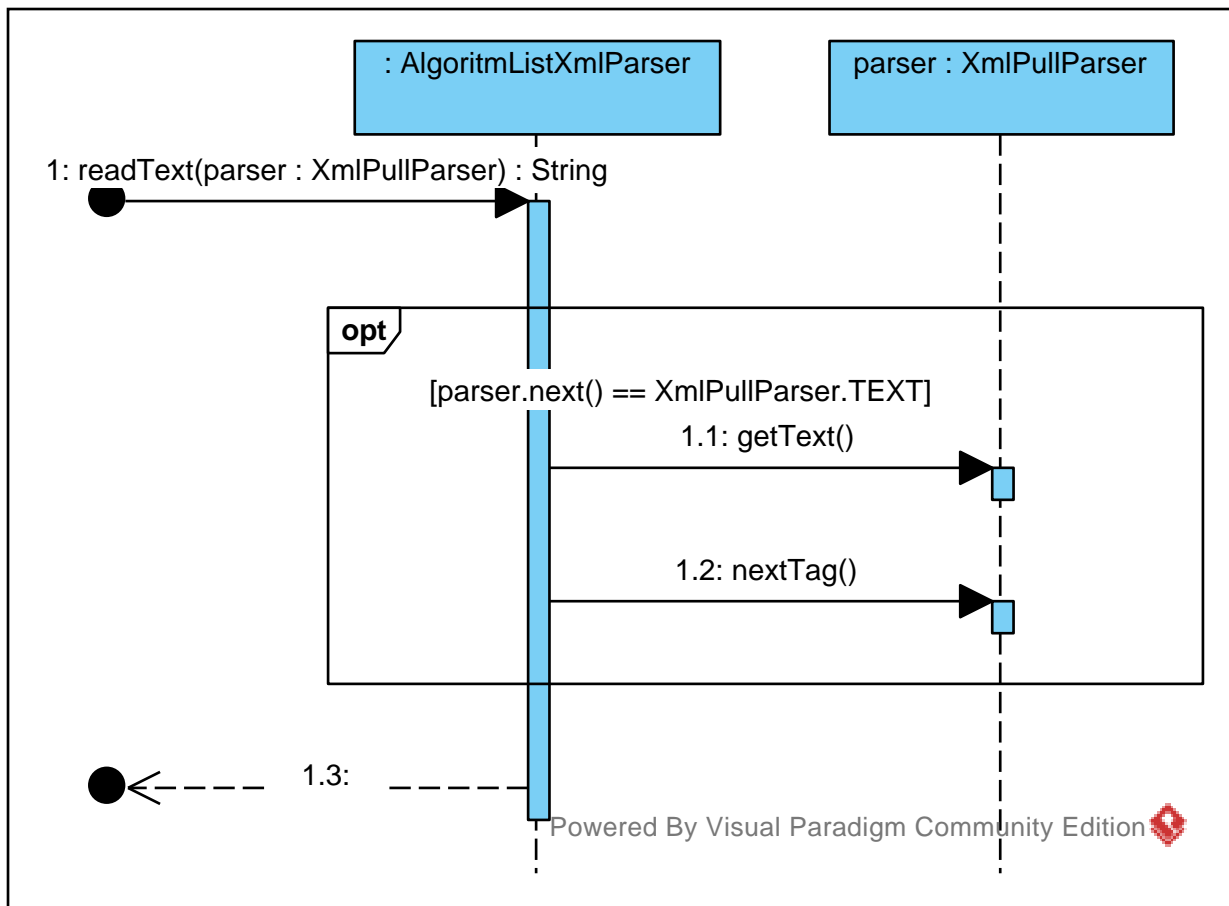 : AlgoritmListXmlParser
parser : XmlPullParser
1: readText(parser : XmlPullParser) : String
opt
[parser.next() == XmlPullParser.TEXT]
1.1: getText()
1.2: nextTag()
1.3:
Powered By Visual Paradigm Community Edition